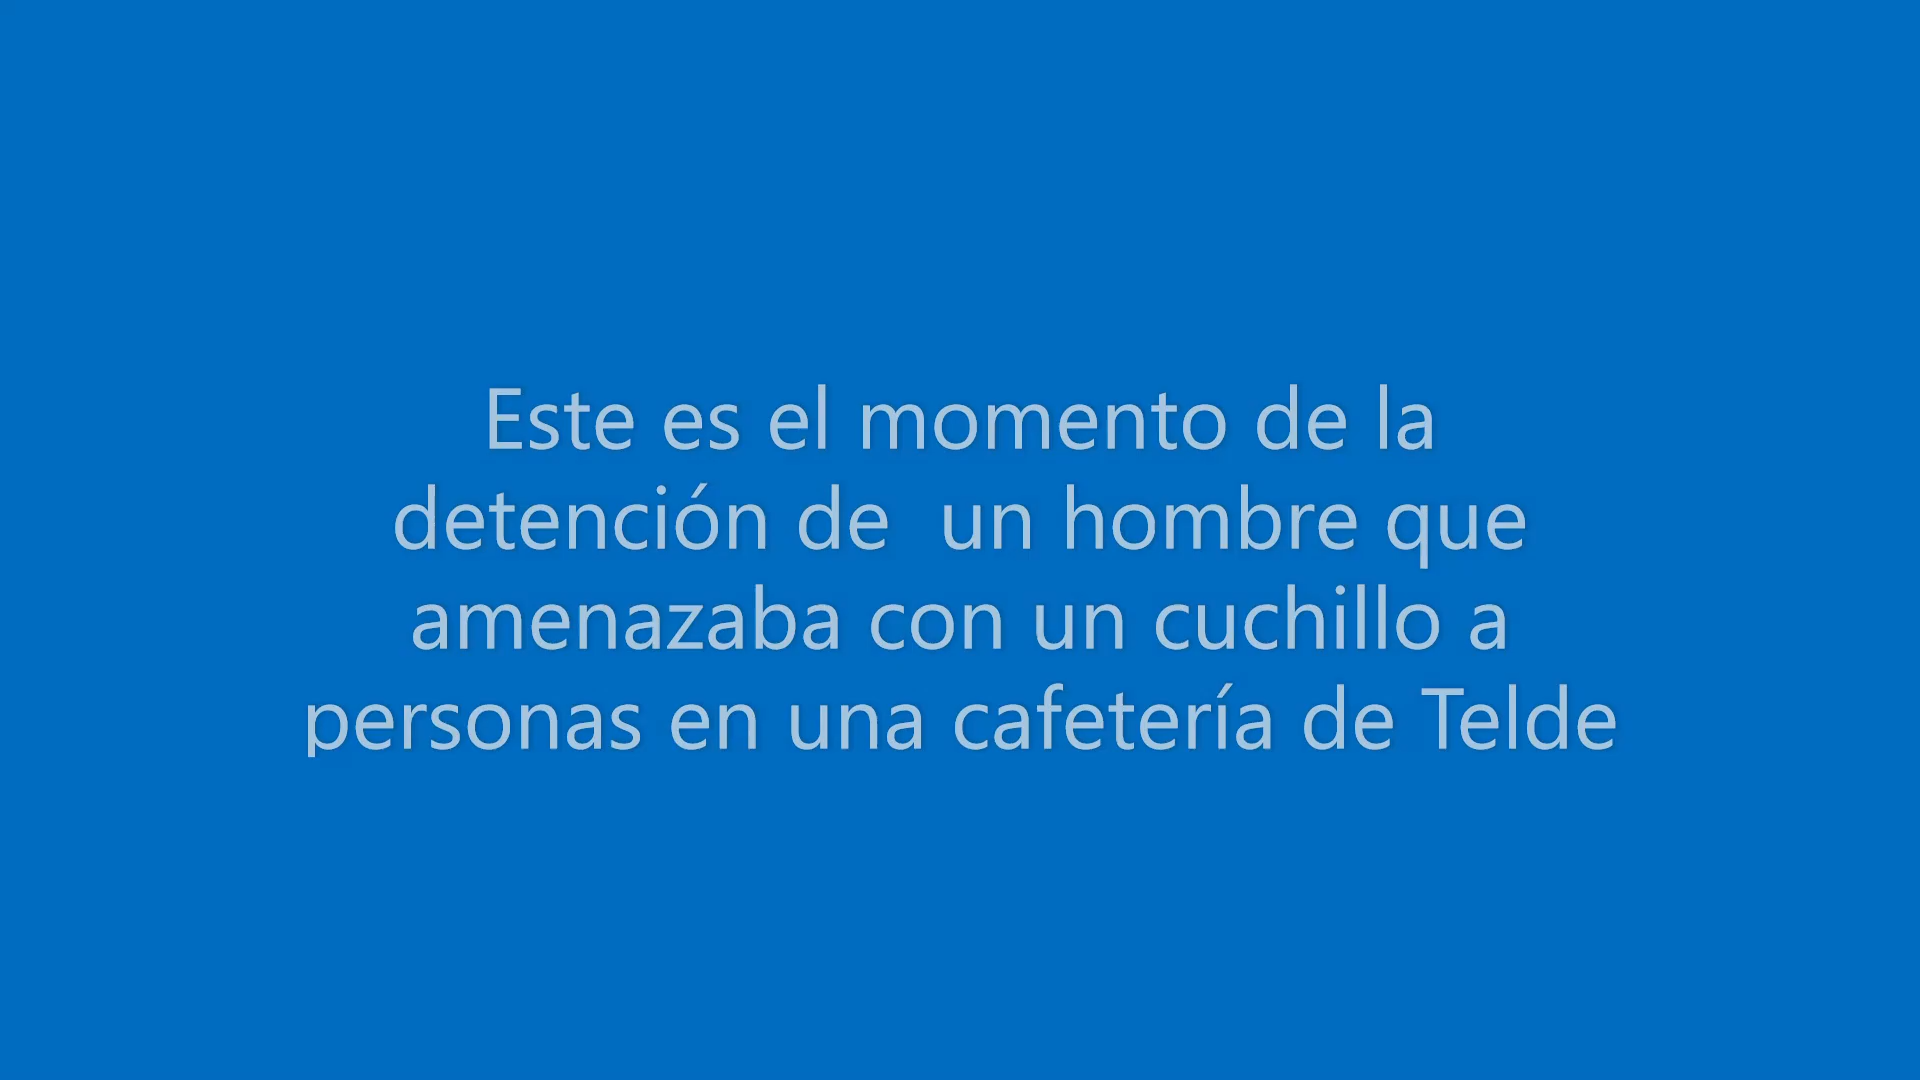 Este es el momento de la
detención de  un hombre que
amenazaba con un cuchillo a
personas en una cafetería de Telde